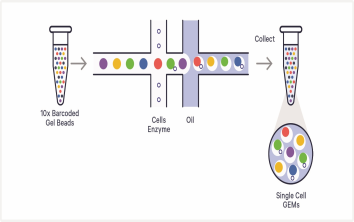 Collect
10x Barcoded
Gel Beads
Cells
Enzyme
Oil
Single Cell
GEMs